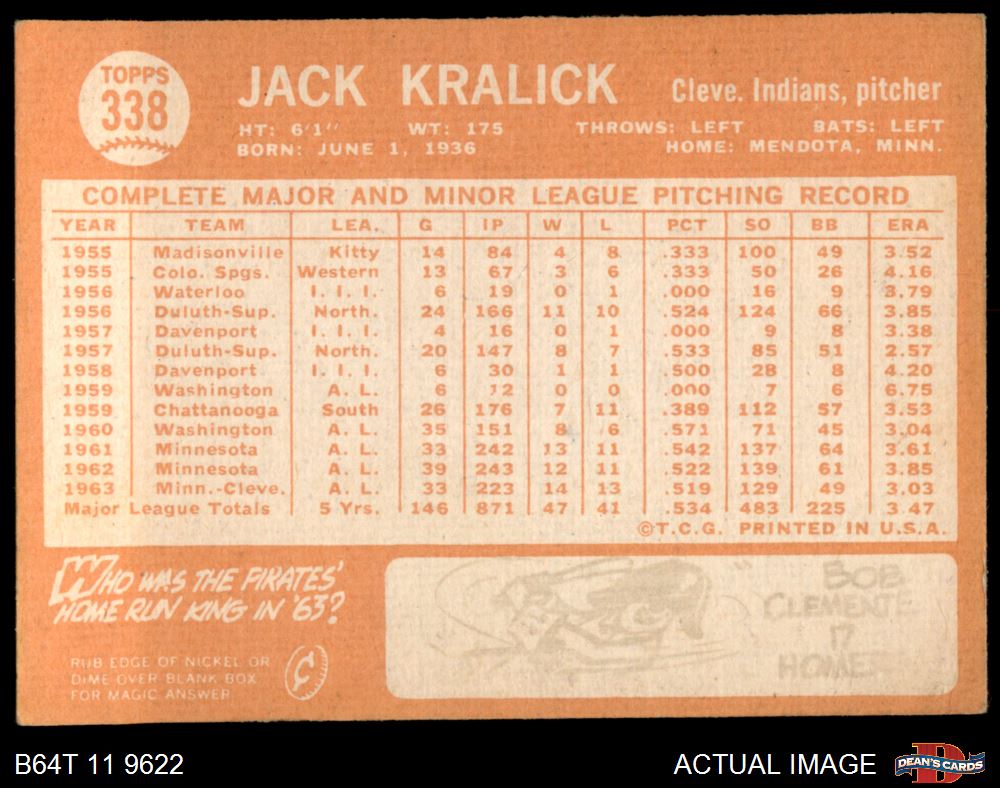 TOPPS
338
JACK KRALICK
Cleve. Indians, pitcher
HT: 6'1" WT: 175 THROWS: LEFT BATS: LEFT
BORN: JUNE 1, 1936 HOME: MENDOTA, MINN.
COMPLETE MAJOR AND MINOR LEAGUE PITCHING RECORD
YEAR TEAM LEA. G IP W L PCT SO BB ERA
1955 Madisonville Kitty 14 84 4 8 .333 100 49 3.52
1955 Colo. Spgs. Western 13 67 3 6 .333 50 26 4.16
1956 Waterloo I. I. I. 6 19 0 1 .000 16 9 3.79
1956 Duluth-Sup. North. 24 166 11 10 .524 124 66 3.85
1957 Davenport I. I. I. 4 16 0 1 .000 9 8 3.38
1957 Duluth-Sup. North. 20 147 8 7 .533 85 51 2.57
1958 Davenport I. I. I. 6 30 1 1 .500 28 8 4.20
1959 Washington A. L. 6 12 0 0 .000 7 6 6.75
1959 Chattanooga South 26 176 7 11 .389 112 57 3.53
1960 Washington A. L. 35 151 8 6 .571 71 45 3.04
1961 Minnesota A. L. 33 242 13 11 .542 137 64 3.61
1962 Minnesota A. L. 39 243 12 11 .522 139 61 3.85
1963 Minn.-Cleve. A. L. 33 223 14 13 .519 129 49 3.03
Major League Totals 5 Yrs. 146 871 47 41 .534 483 225 3.47
©T.C.G. PRINTED IN U.S.A.
WHO WAS THE PIRATES'
HOME RUN KING IN '63?
RUB EDGE OF NICKEL OR
DIME OVER BLANK BOX
FOR MAGIC ANSWER
BOB
CLEMENTE
17
HOME
B64T 11 9622
ACTUAL IMAGE
D
DEAN'S CARDS